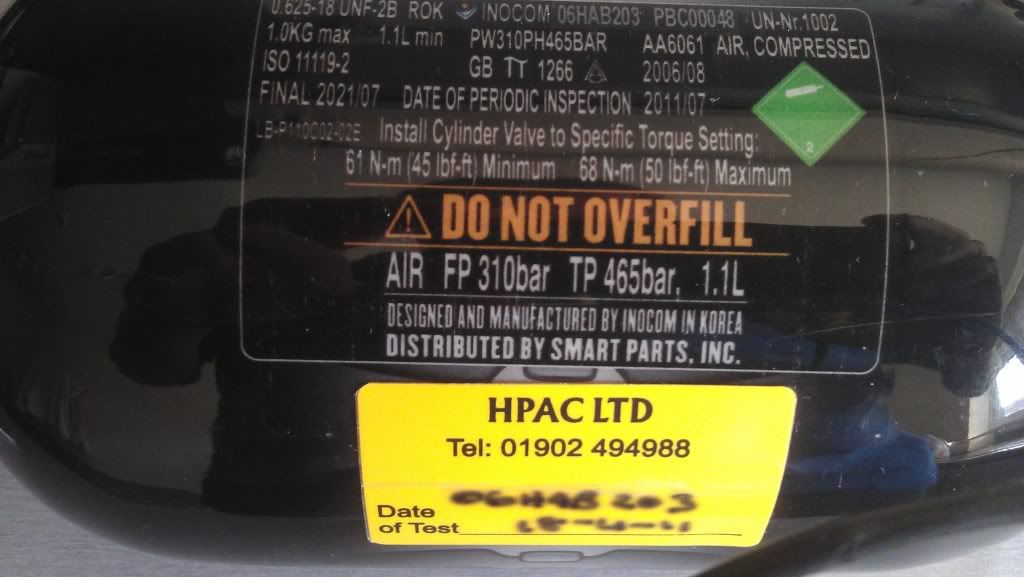 0.625-18 UNF-2B ROK INOCOM 06HAB203 PBC00048 UN-Nr.1002
1.0KG max 1.1L min PW310PH465BAR AA6061 AIR, COMPRESSED
ISO 11119-2 GB TT 1266 2006/08
FINAL 2021/07 DATE OF PERIODIC INSPECTION 2011/07
2
LB-P110C02-02E Install Cylinder Valve to Specific Torque Setting:
61 N-m (45 lbf-ft) Minimum 68 N-m (50 lbf-ft) Maximum
DO NOT OVERFILL
AIR FP 310bar TP 465bar, 1.1L
DESIGNED AND MANUFACTURED BY INOCOM IN KOREA
DISTRIBUTED BY SMART PARTS, INC.
HPAC LTD
Tel: 01902 494988
06HAB203
Date
of Test